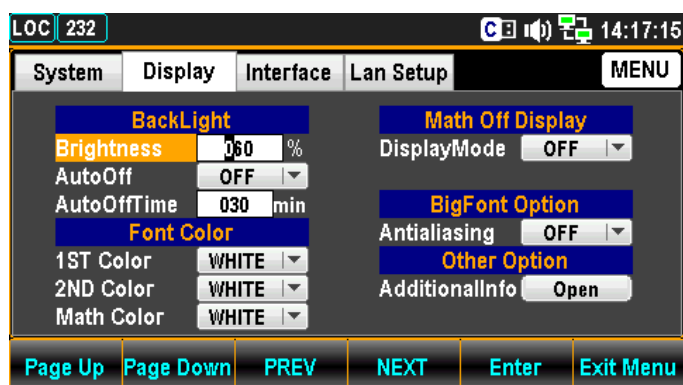 LOC 232 C 14:17:15
System Display Interface Lan Setup MENU
BackLight
Brightness 060 %
AutoOff OFF
AutoOffTime 030 min
Font Color
1ST Color WHITE
2ND Color WHITE
Math Color WHITE
Math Off Display
DisplayMode OFF
BigFont Option
Antialiasing OFF
Other Option
AdditionalInfo Open
Page Up Page Down PREV NEXT Enter Exit Menu